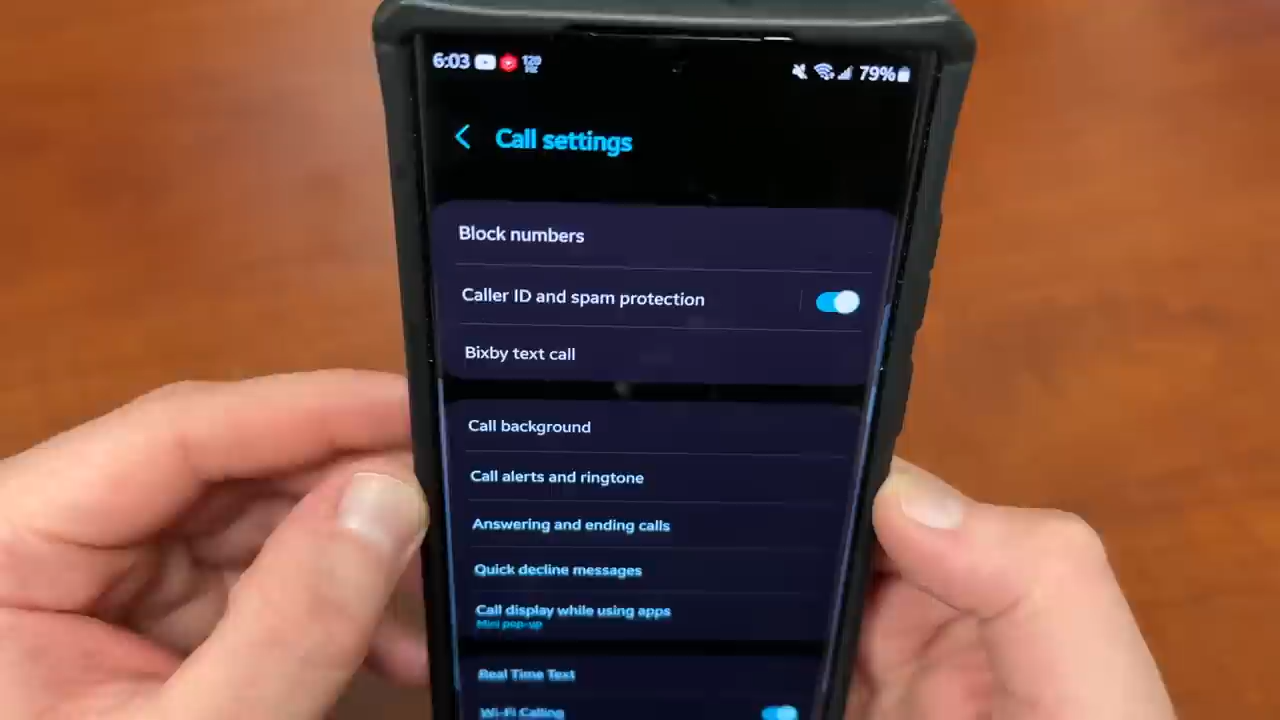 6:03 120 HZ 79%
Call settings
Block numbers
Caller ID and spam protection
Bixby text call
Call background
Call alerts and ringtone
Answering and ending calls
Quick decline messages
Call display while using apps
Mini pop-up
Real Time Text
Wi-Fi Calling